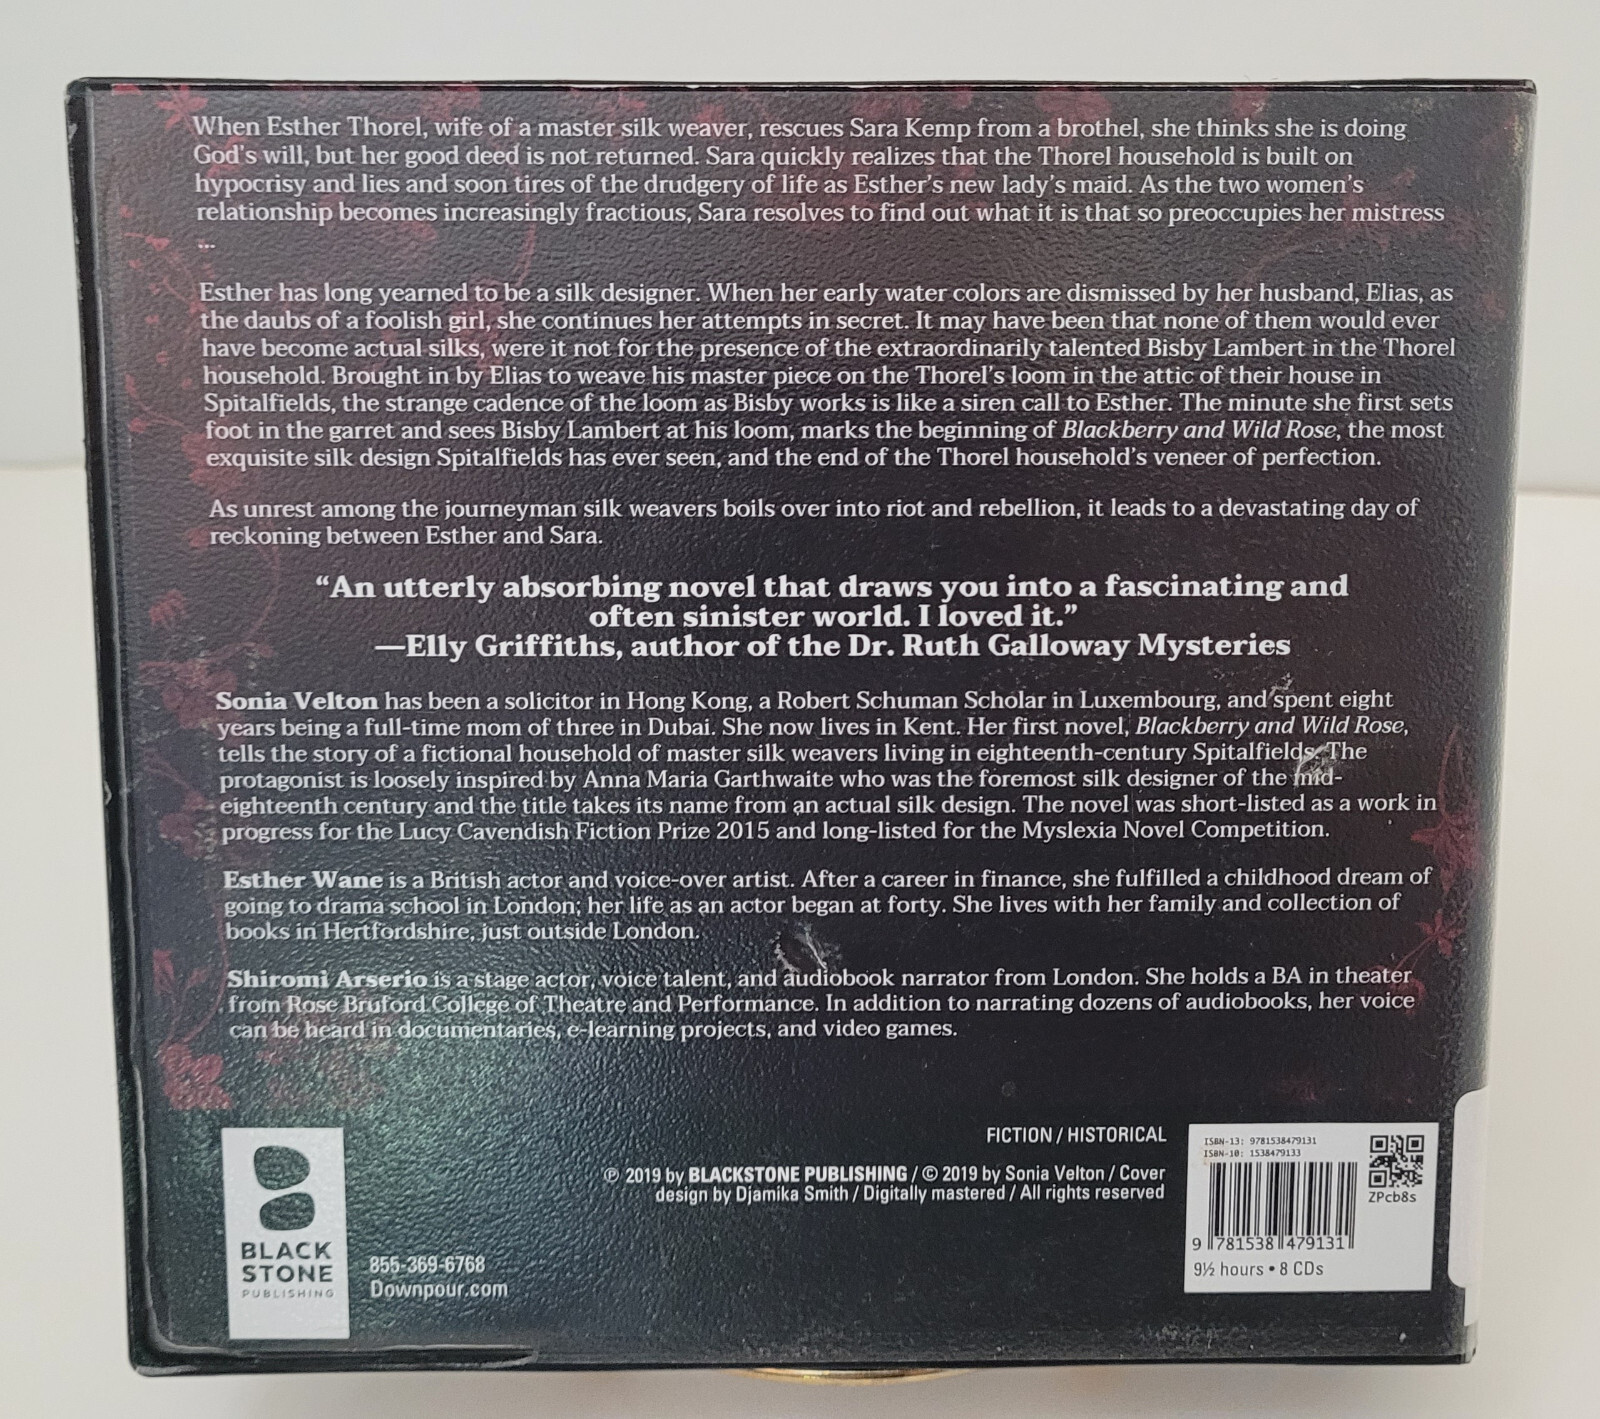 When Esther Thorel, wife of a master silk weaver, rescues Sara Kemp from a brothel, she thinks she is doing
God's will, but her good deed is not returned. Sara quickly realizes that the Thorel household is built on
hypocrisy and lies and soon tires of the drudgery of life as Esther's new lady's maid. As the two women's
relationship becomes increasingly fractious, Sara resolves to find out what it is that so preoccupies her mistress
...
Esther has long yearned to be a silk designer. When her early water colors are dismissed by her husband, Elias, as
the daubs of a foolish girl, she continues her attempts in secret. It may have been that none of them would ever
have become actual silks, were it not for the presence of the extraordinarily talented Bisby Lambert in the Thorel
household. Brought in by Elias to weave his master piece on the Thorel's loom in the attic of their house in
Spitalfields, the strange cadence of the loom as Bisby works is like a siren call to Esther. The minute she first sets
foot in the garret and sees Bisby Lambert at his loom, marks the beginning of Blackberry and Wild Rose, the most
exquisite silk design Spitalfields has ever seen, and the end of the Thorel household's veneer of perfection.
As unrest among the journeyman silk weavers boils over into riot and rebellion, it leads to a devastating day of
reckoning between Esther and Sara.
“An utterly absorbing novel that draws you into a fascinating and
often sinister world. I loved it.”
—Elly Griffiths, author of the Dr. Ruth Galloway Mysteries
Sonia Velton has been a solicitor in Hong Kong, a Robert Schuman Scholar in Luxembourg, and spent eight
years being a full-time mom of three in Dubai. She now lives in Kent. Her first novel, Blackberry and Wild Rose,
tells the story of a fictional household of master silk weavers living in eighteenth-century Spitalfields. The
protagonist is loosely inspired by Anna Maria Garthwaite who was the foremost silk designer of the mid-
eighteenth century and the title takes its name from an actual silk design. The novel was short-listed as a work in
progress for the Lucy Cavendish Fiction Prize 2015 and long-listed for the Myslexia Novel Competition.
Esther Wane is a British actor and voice-over artist. After a career in finance, she fulfilled a childhood dream of
going to drama school in London; her life as an actor began at forty. She lives with her family and collection of
books in Hertfordshire, just outside London.
Shiromi Arserio is a stage actor, voice talent, and audiobook narrator from London. She holds a BA in theater
from Rose Bruford College of Theatre and Performance. In addition to narrating dozens of audiobooks, her voice
can be heard in documentaries, e-learning projects, and video games.
FICTION / HISTORICAL
℗ 2019 by BLACKSTONE PUBLISHING / © 2019 by Sonia Velton / Cover
design by Djamika Smith / Digitally mastered / All rights reserved
BLACK
STONE
PUBLISHING
855-369-6768
Downpour.com
ISBN-13: 9781538479131
ISBN-10: 1538479133
ZPcb8s
9 781538 479131
9½ hours • 8 CDs